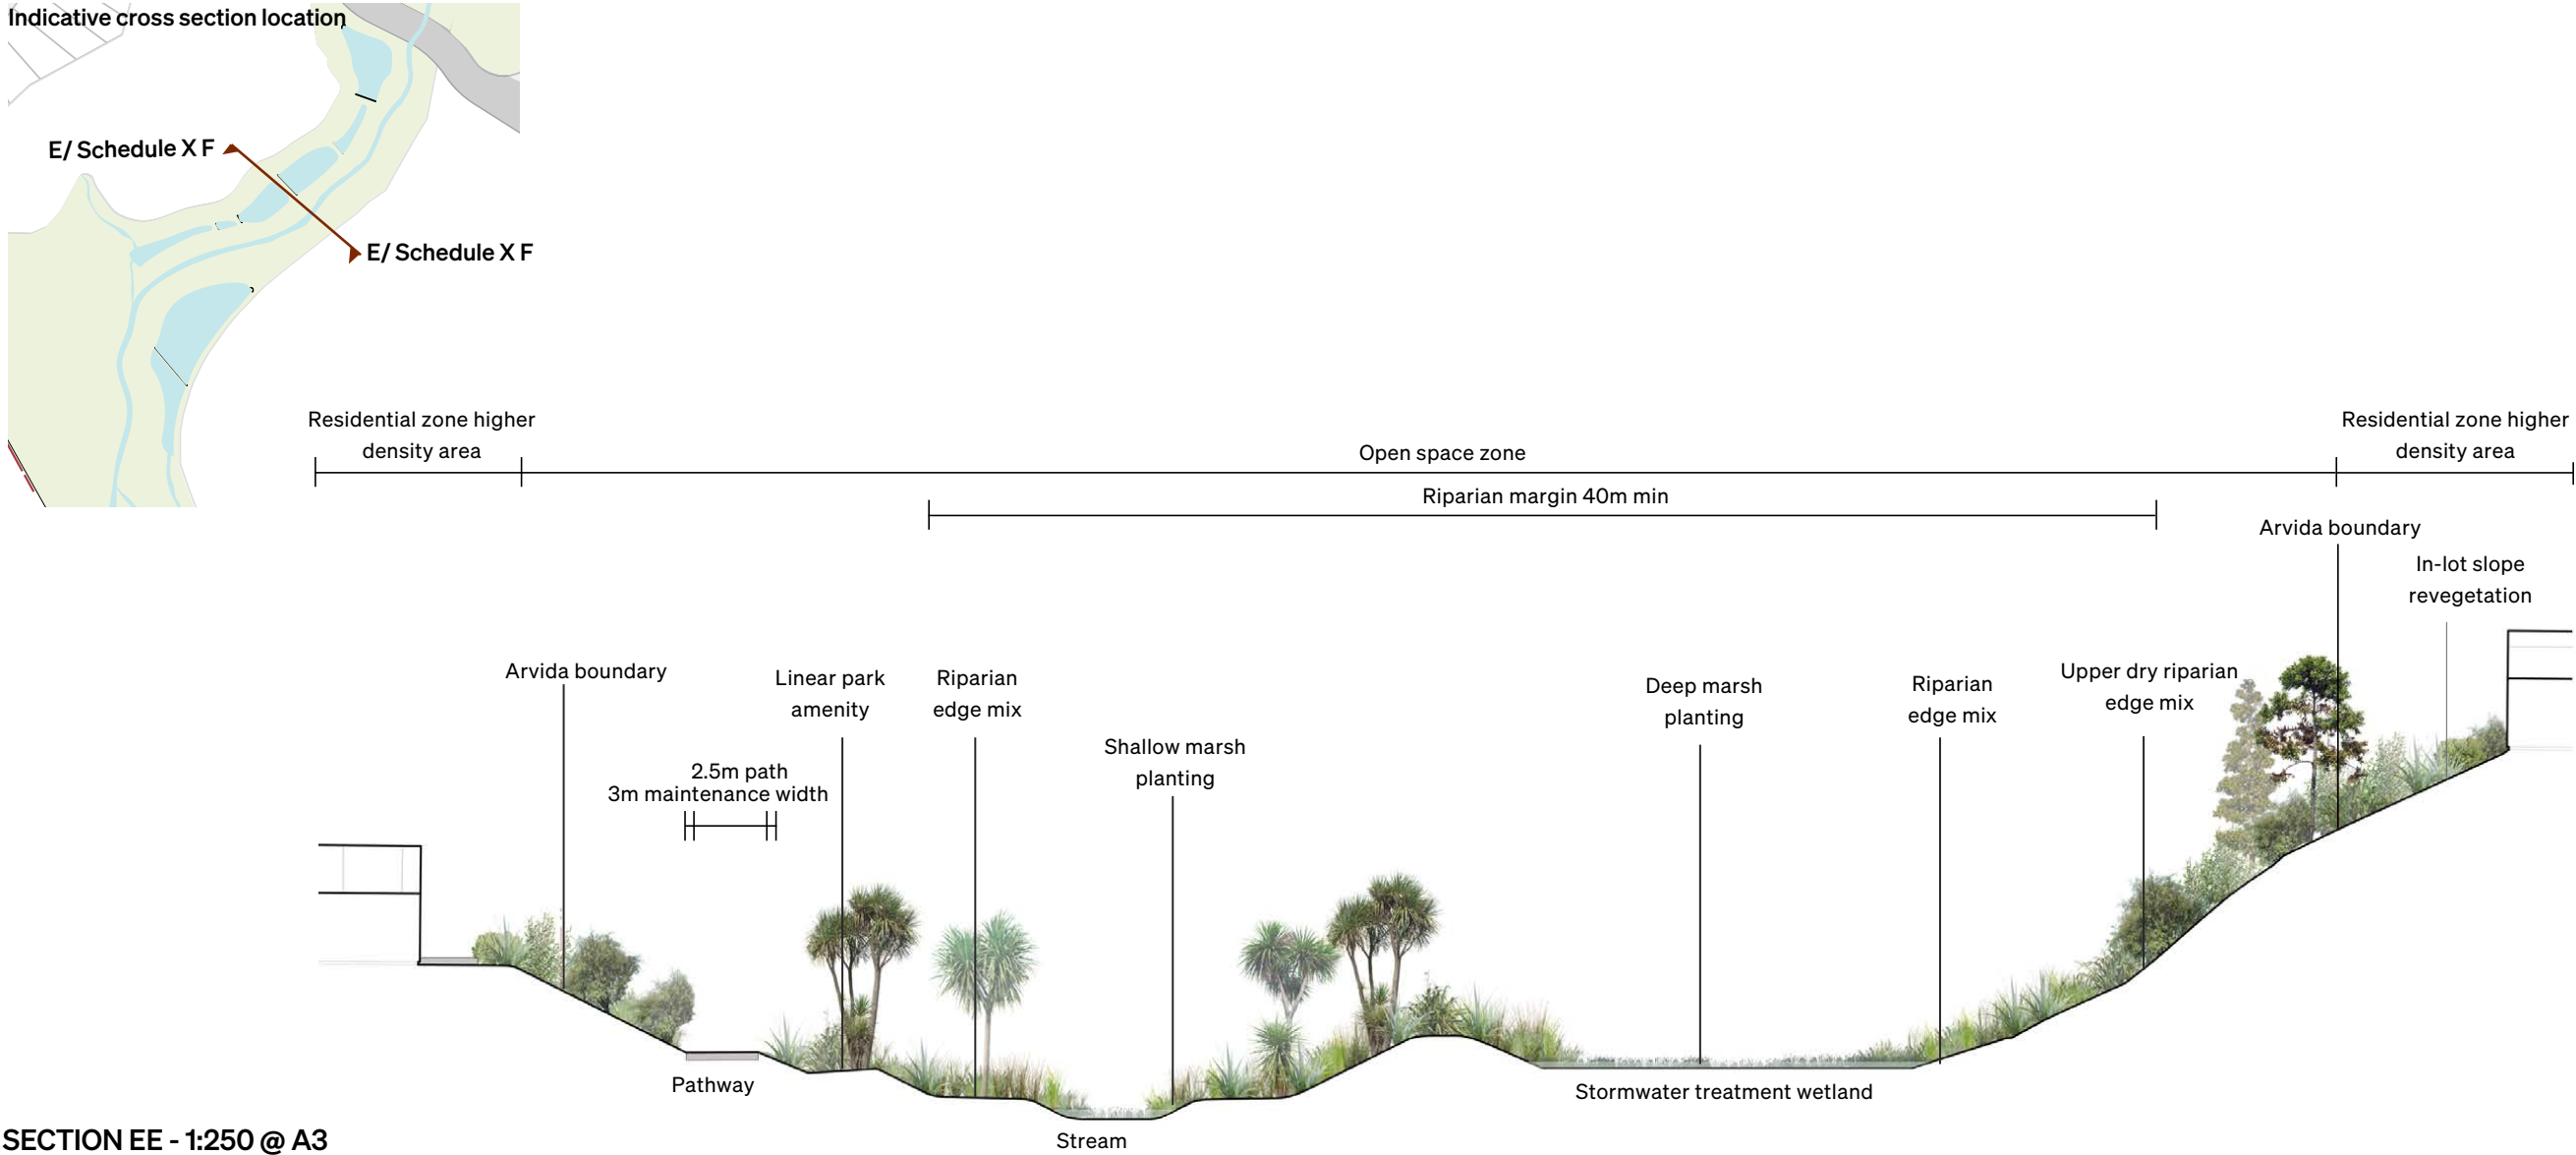 Indicative cross section location
E/ Schedule X F
E/ Schedule X F
Residential zone higher
density area
Open space zone
Residential zone higher
density area
Riparian margin 40m min
Arvida boundary
In-lot slope
revegetation
Arvida boundary
Linear park
amenity
Riparian
edge mix
Deep marsh
planting
Riparian
edge mix
Upper dry riparian
edge mix
Shallow marsh
planting
2.5m path
3m maintenance width
Pathway
Stormwater treatment wetland
Stream
SECTION EE - 1:250 @ A3